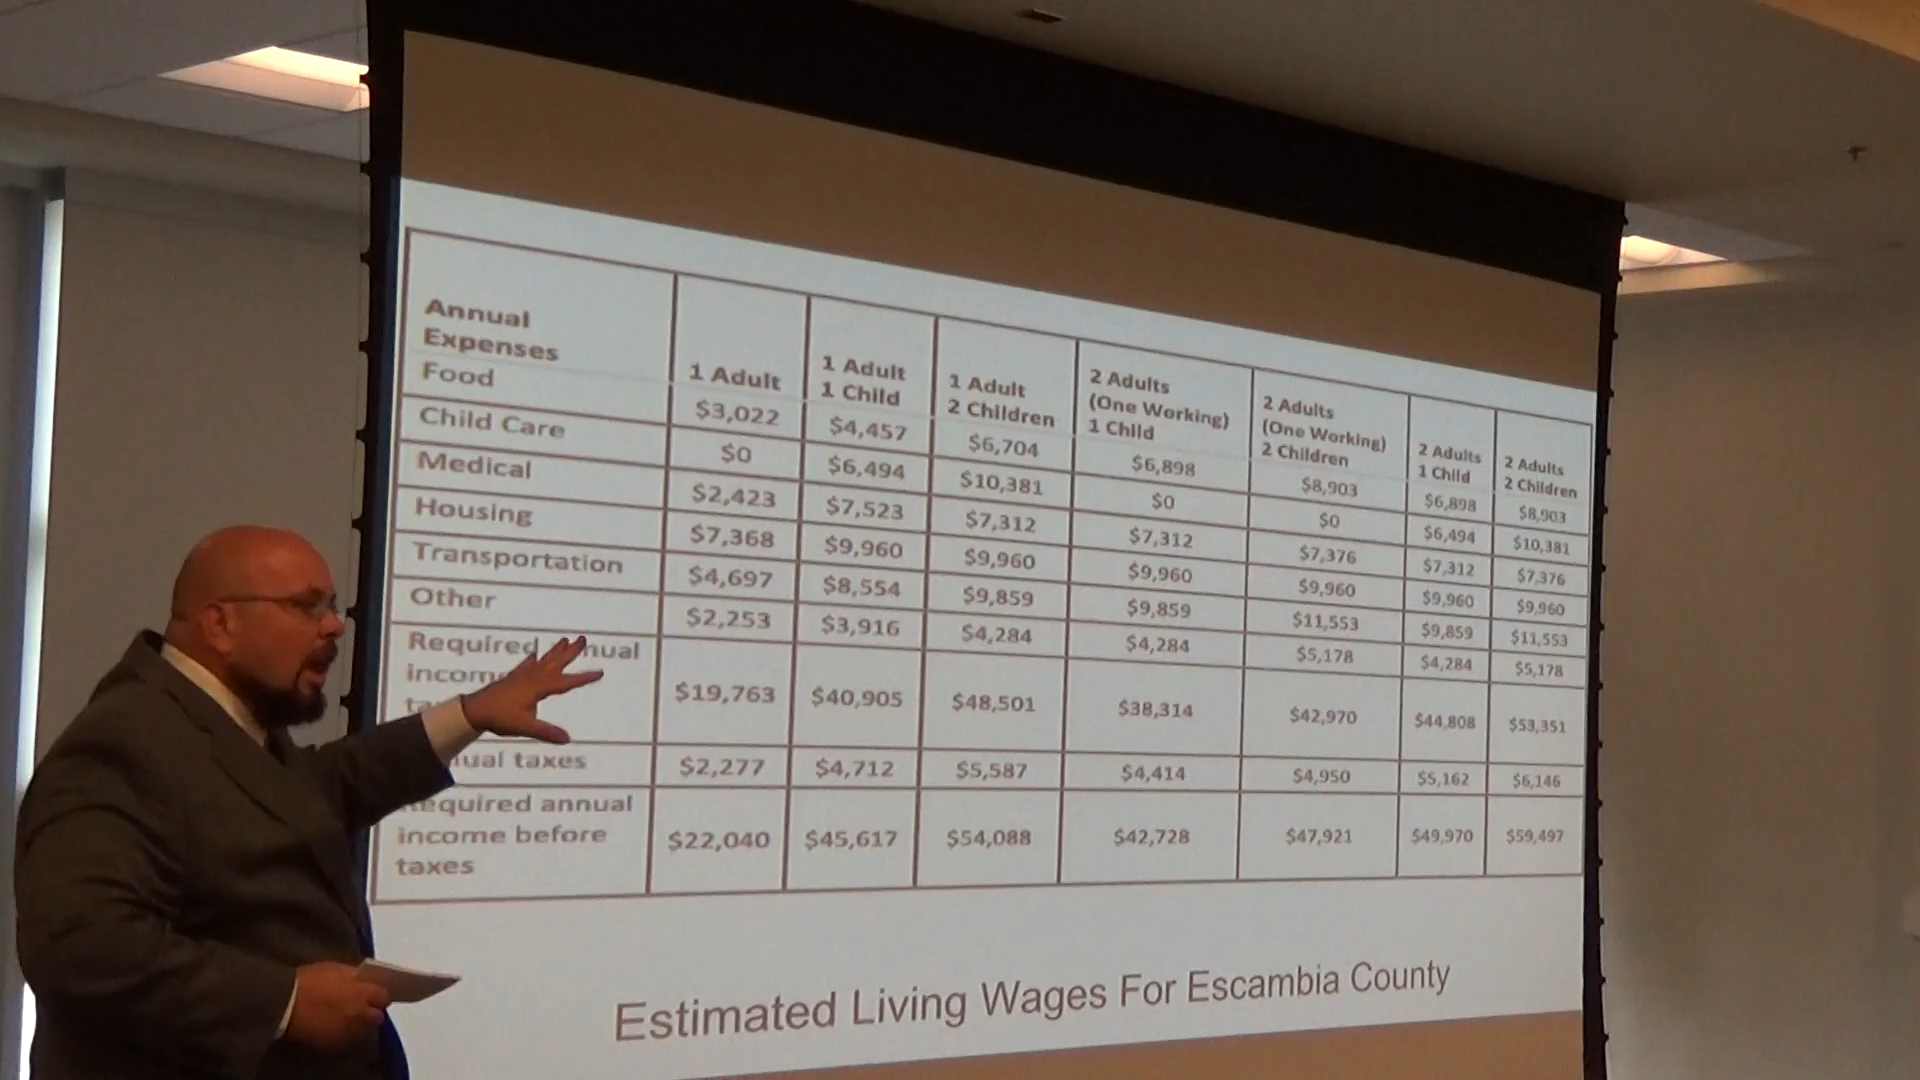 Annual
Expenses
1 Adult
1 Adult
1 Child
1 Adult
2 Children
2 Adults
(One Working)
1 Child
2 Adults
(One Working)
2 Children
2 Adults
1 Child
2 Adults
2 Children
Food $3,022 $4,457 $6,704 $6,898 $8,903 $6,898 $8,903
Child Care $0 $6,494 $10,381 $0 $0 $6,494 $10,381
Medical $2,423 $7,523 $7,312 $7,312 $7,376 $7,312 $7,376
Housing $7,368 $9,960 $9,960 $9,960 $9,960 $9,960 $9,960
Transportation $4,697 $8,554 $9,859 $9,859 $11,553 $9,859 $11,553
Other $2,253 $3,916 $4,284 $4,284 $5,178 $4,284 $5,178
Required
income
$19,763 $40,905 $48,501 $38,314 $42,970 $44,808 $53,351
taxes $2,277 $4,712 $5,587 $4,414 $4,950 $5,162 $6,146
Required annual
income before
taxes
$22,040 $45,617 $54,088 $42,728 $47,921 $49,970 $59,497
Estimated Living Wages For Escambia County